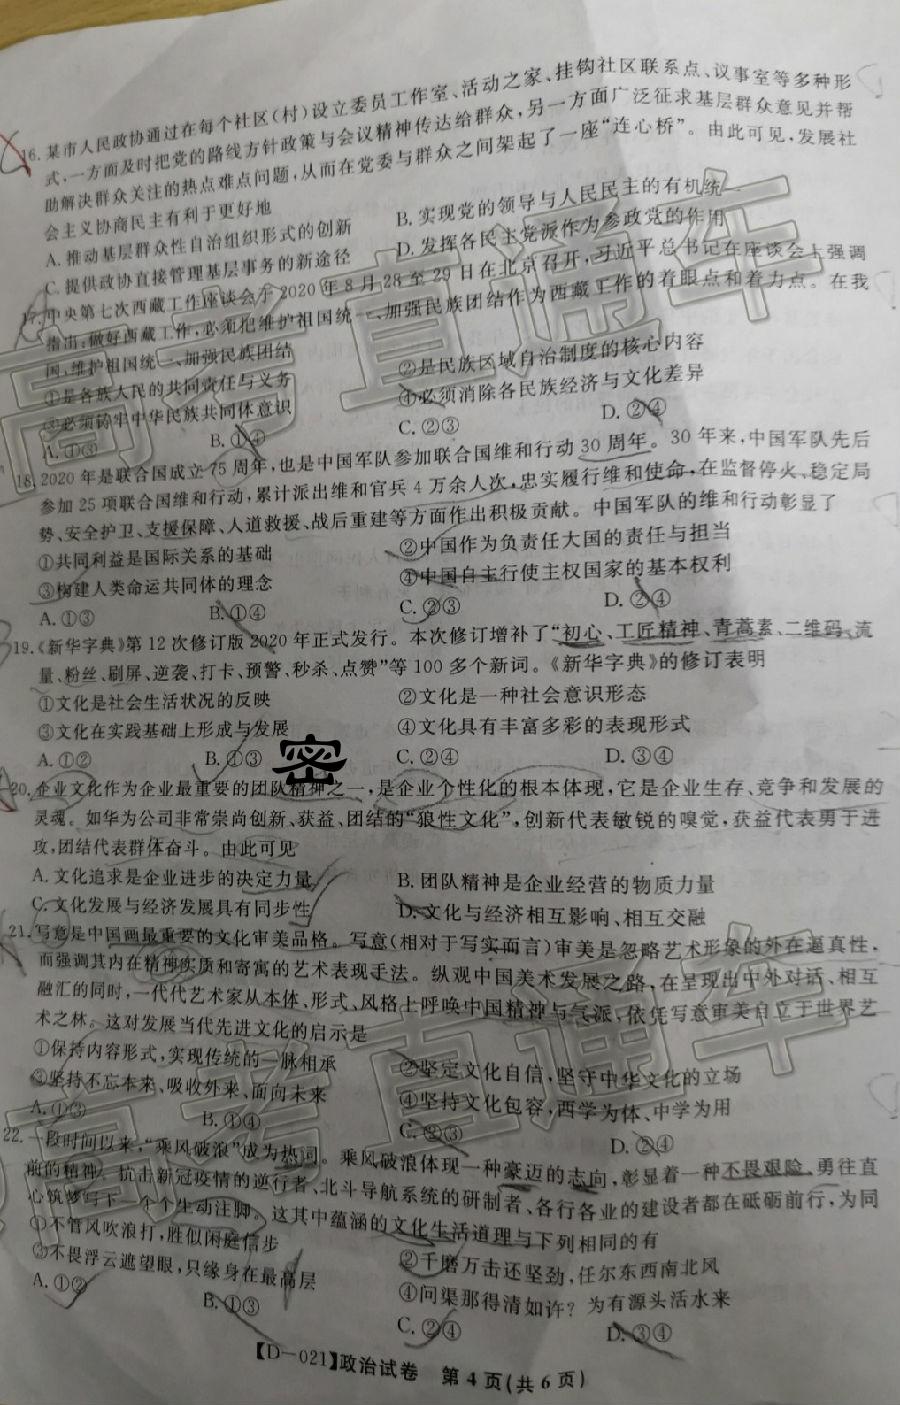 16.某市人民政协通过在每个社区(村)设立委员工作室、活动之家、挂钩社区联系点、议事室等多种形
式,一方面及时把党的路线方针政策与会议精神传达给群众,另一方面广泛征求基层群众意见并帮
助解决群众关注的热点难点问题,从而在党委与群众之间架起了一座“连心桥”。由此可见,发展社
会主义协商民主有利于更好地
A.推动基层群众性自治组织形式的创新 B.实现党的领导与人民民主的有机统一
C.提供政协直接管理基层事务的新途径 D.发挥各民主党派作为参政党的作用
17.中央第七次西藏工作座谈会于2020年8月28至29日在北京召开,习近平总书记在座谈会上强调
指出:做好西藏工作,必须把维护祖国统一、加强民族团结作为西藏工作的着眼点和着力点。在我
国,维护祖国统一、加强民族团结
①是各族人民的共同责任与义务 ②是民族区域自治制度的核心内容
③必须铸牢中华民族共同体意识 ④必须消除各民族经济与文化差异
A.①③ B.①④ C.②③ D.②④
18.2020年是联合国成立75周年,也是中国军队参加联合国维和行动30周年。30年来,中国军队先后
参加25项联合国维和行动,累计派出维和官兵4万余人次,忠实履行维和使命,在监督停火、稳定局
势、安全护卫、支援保障、人道救援、战后重建等方面作出积极贡献。中国军队的维和行动彰显了
①共同利益是国际关系的基础 ②中国作为负责任大国的责任与担当
③构建人类命运共同体的理念 ④中国自主行使主权国家的基本权利
A.①③ B.①④ C.②③ D.②④
19.《新华字典》第12次修订版2020年正式发行。本次修订增补了“初心、工匠精神、青蒿素、二维码、流
量、粉丝、刷屏、逆袭、打卡、预警、秒杀、点赞”等100多个新词。《新华字典》的修订表明
①文化是社会生活状况的反映 ②文化是一种社会意识形态
③文化在实践基础上形成与发展 ④文化具有丰富多彩的表现形式
A.①② B.①③ 密 C.②④ D.③④
20.企业文化作为企业最重要的团队精神之一,是企业个性化的根本体现,它是企业生存、竞争和发展的
灵魂。如华为公司非常崇尚创新、获益、团结的“狼性文化”,创新代表敏锐的嗅觉,获益代表勇于进
攻,团结代表群体奋斗。由此可见
A.文化追求是企业进步的决定力量 B.团队精神是企业经营的物质力量
C.文化发展与经济发展具有同步性 D.文化与经济相互影响、相互交融
21.写意是中国画最重要的文化审美品格。写意(相对于写实而言)审美是忽略艺术形象的外在逼真性,
而强调其内在精神实质和寄寓的艺术表现手法。纵观中国美术发展之路,在呈现出中外对话、相互
融汇的同时,一代代艺术家从本体、形式、风格上呼唤中国精神与气派,依凭写意审美自立于世界艺
术之林。这对发展当代先进文化的启示是
①保持内容形式,实现传统的一脉相承 ②坚定文化自信,坚守中华文化的立场
③坚持不忘本来、吸收外来、面向未来 ④坚持文化包容,西学为体、中学为用
A.①③ B.①④ C.②③ D.②④
22.一段时间以来,“乘风破浪”成为热词。乘风破浪体现一种豪迈的志向,彰显着一种不畏艰险、勇往直
前的精神。抗击新冠疫情的逆行者、北斗导航系统的研制者、各行各业的建设者都在砥砺前行,为同
心筑梦写下一个个生动注脚。这其中蕴涵的文化生活道理与下列相同的有
①不管风吹浪打,胜似闲庭信步 ②千磨万击还坚劲,任尔东西南北风
③不畏浮云遮望眼,只缘身在最高层 ④问渠那得清如许?为有源头活水来
A.①② B.①③ C.②④ D.③④
【D-021】政治试卷 第4页(共6页)
高考直通车
高考直通车